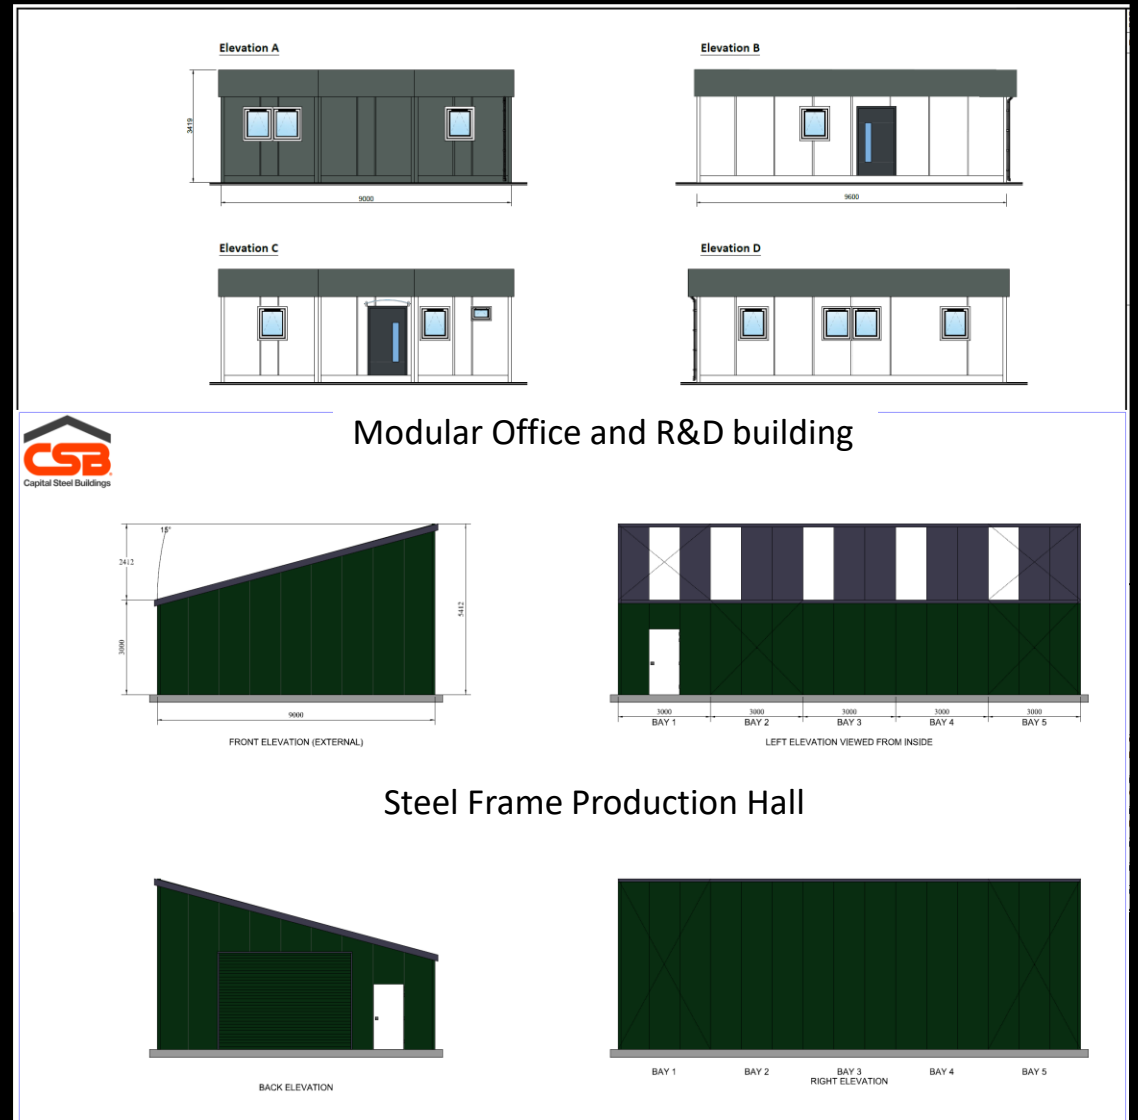 Elevation A
Elevation B
3419
9000
9600
Elevation C
Elevation D
Modular Office and R&D building
CSB
Capital Steel Buildings
15°
2412
3000
5412
9000
FRONT ELEVATION (EXTERNAL)
3000 3000 3000 3000 3000
BAY 1 BAY 2 BAY 3 BAY 4 BAY 5
LEFT ELEVATION VIEWED FROM INSIDE
Steel Frame Production Hall
BACK ELEVATION
BAY 1 BAY 2 BAY 3 BAY 4 BAY 5
RIGHT ELEVATION